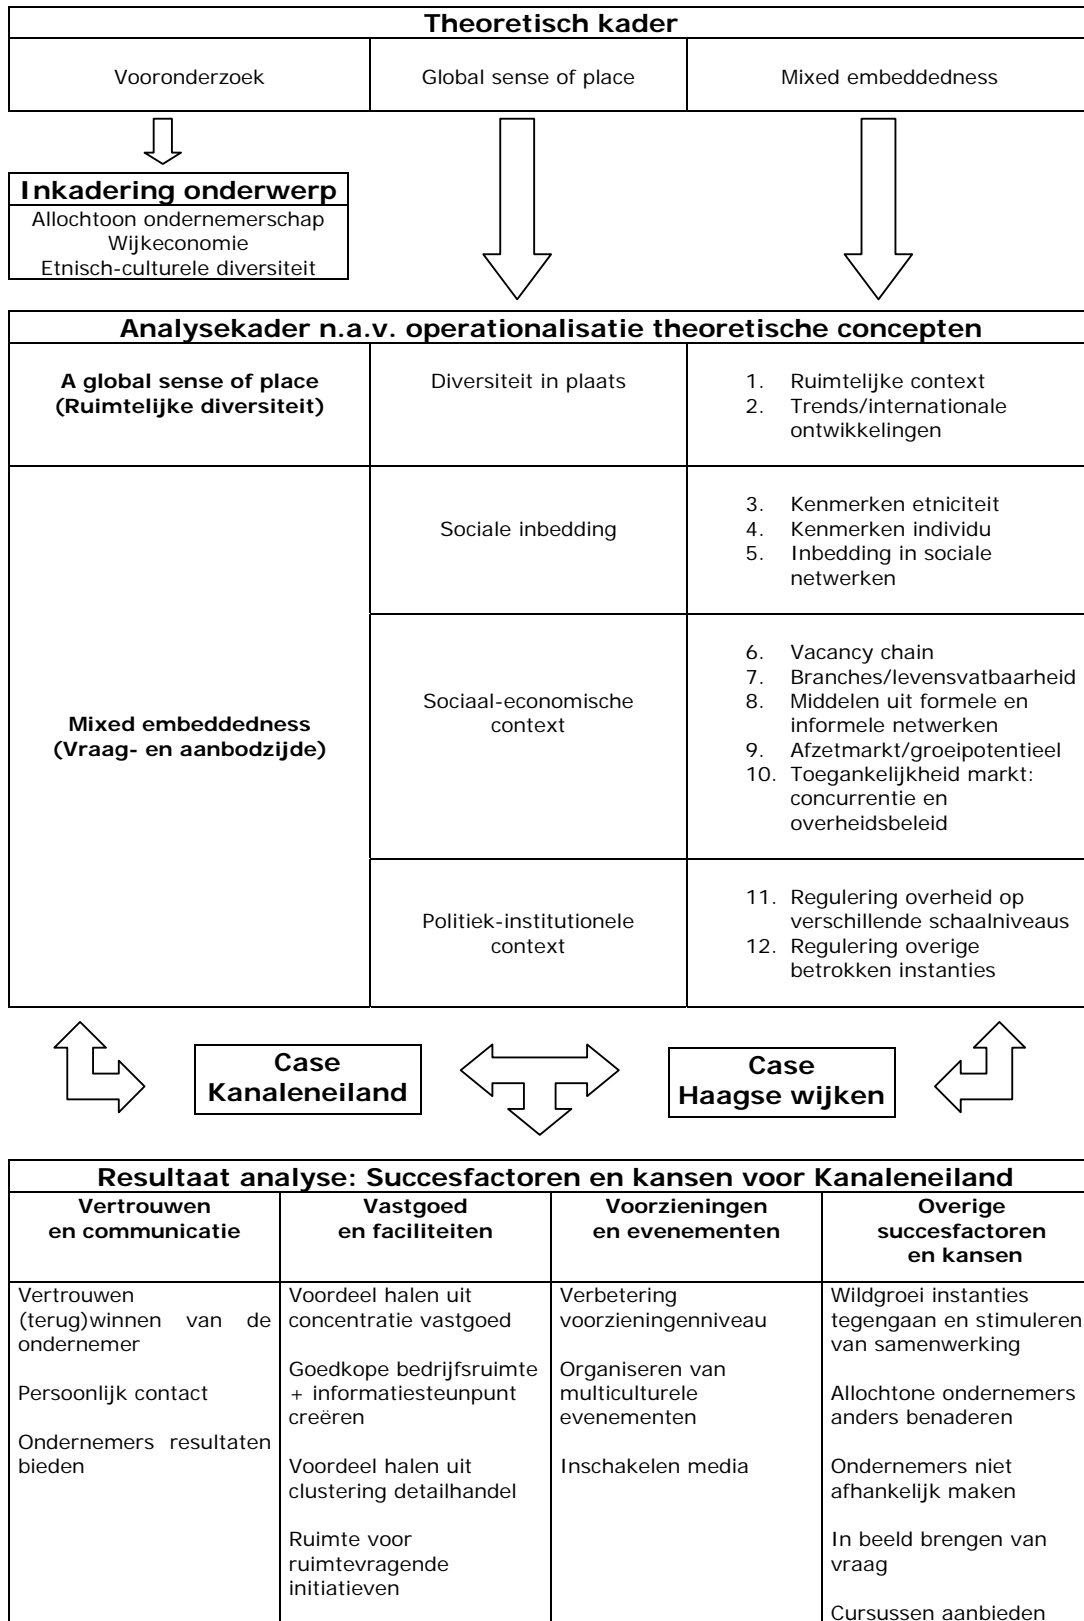 Theoretisch kader
Vooronderzoek
Global sense of place
Mixed embeddedness
Inkadering onderwerp
Allochtoon ondernemerschap
Wijkeconomie
Etnisch-culturele diversiteit
Analysekader n.a.v. operationalisatie theoretische concepten
A global sense of place
(Ruimtelijke diversiteit)
Diversiteit in plaats
1. Ruimtelijke context
2. Trends/internationale
ontwikkelingen
Mixed embeddedness
(Vraag- en aanbodzijde)
Sociale inbedding
3. Kenmerken etniciteit
4. Kenmerken individu
5. Inbedding in sociale
netwerken
Sociaal-economische
context
6. Vacancy chain
7. Branches/levensvatbaarheid
8. Middelen uit formele en
informele netwerken
9. Afzetmarkt/groeipotentieel
10. Toegankelijkheid markt:
concurrentie en
overheidsbeleid
Politiek-institutionele
context
11. Regulering overheid op
verschillende schaalniveaus
12. Regulering overige
betrokken instanties
Case
Kanaleneiland
Case
Haagse wijken
Resultaat analyse: Succesfactoren en kansen voor Kanaleneiland
Vertrouwen
en communicatie
Vastgoed
en faciliteiten
Voorzieningen
en evenementen
Overige
succesfactoren
en kansen
Vertrouwen
(terug)winnen van de
ondernemer
Persoonlijk contact
Ondernemers resultaten
bieden
Voordeel halen uit
concentratie vastgoed
Goedkope bedrijfsruimte
+ informatiesteunpunt
creëren
Voordeel halen uit
clustering detailhandel
Ruimte voor
ruimtevragende
initiatieven
Verbetering
voorzieningenniveau
Organiseren van
multiculturele
evenementen
Inschakelen media
Wildgroei instanties
tegengaan en stimuleren
van samenwerking
Allochtone ondernemers
anders benaderen
Ondernemers niet
afhankelijk maken
In beeld brengen van
vraag
Cursussen aanbieden